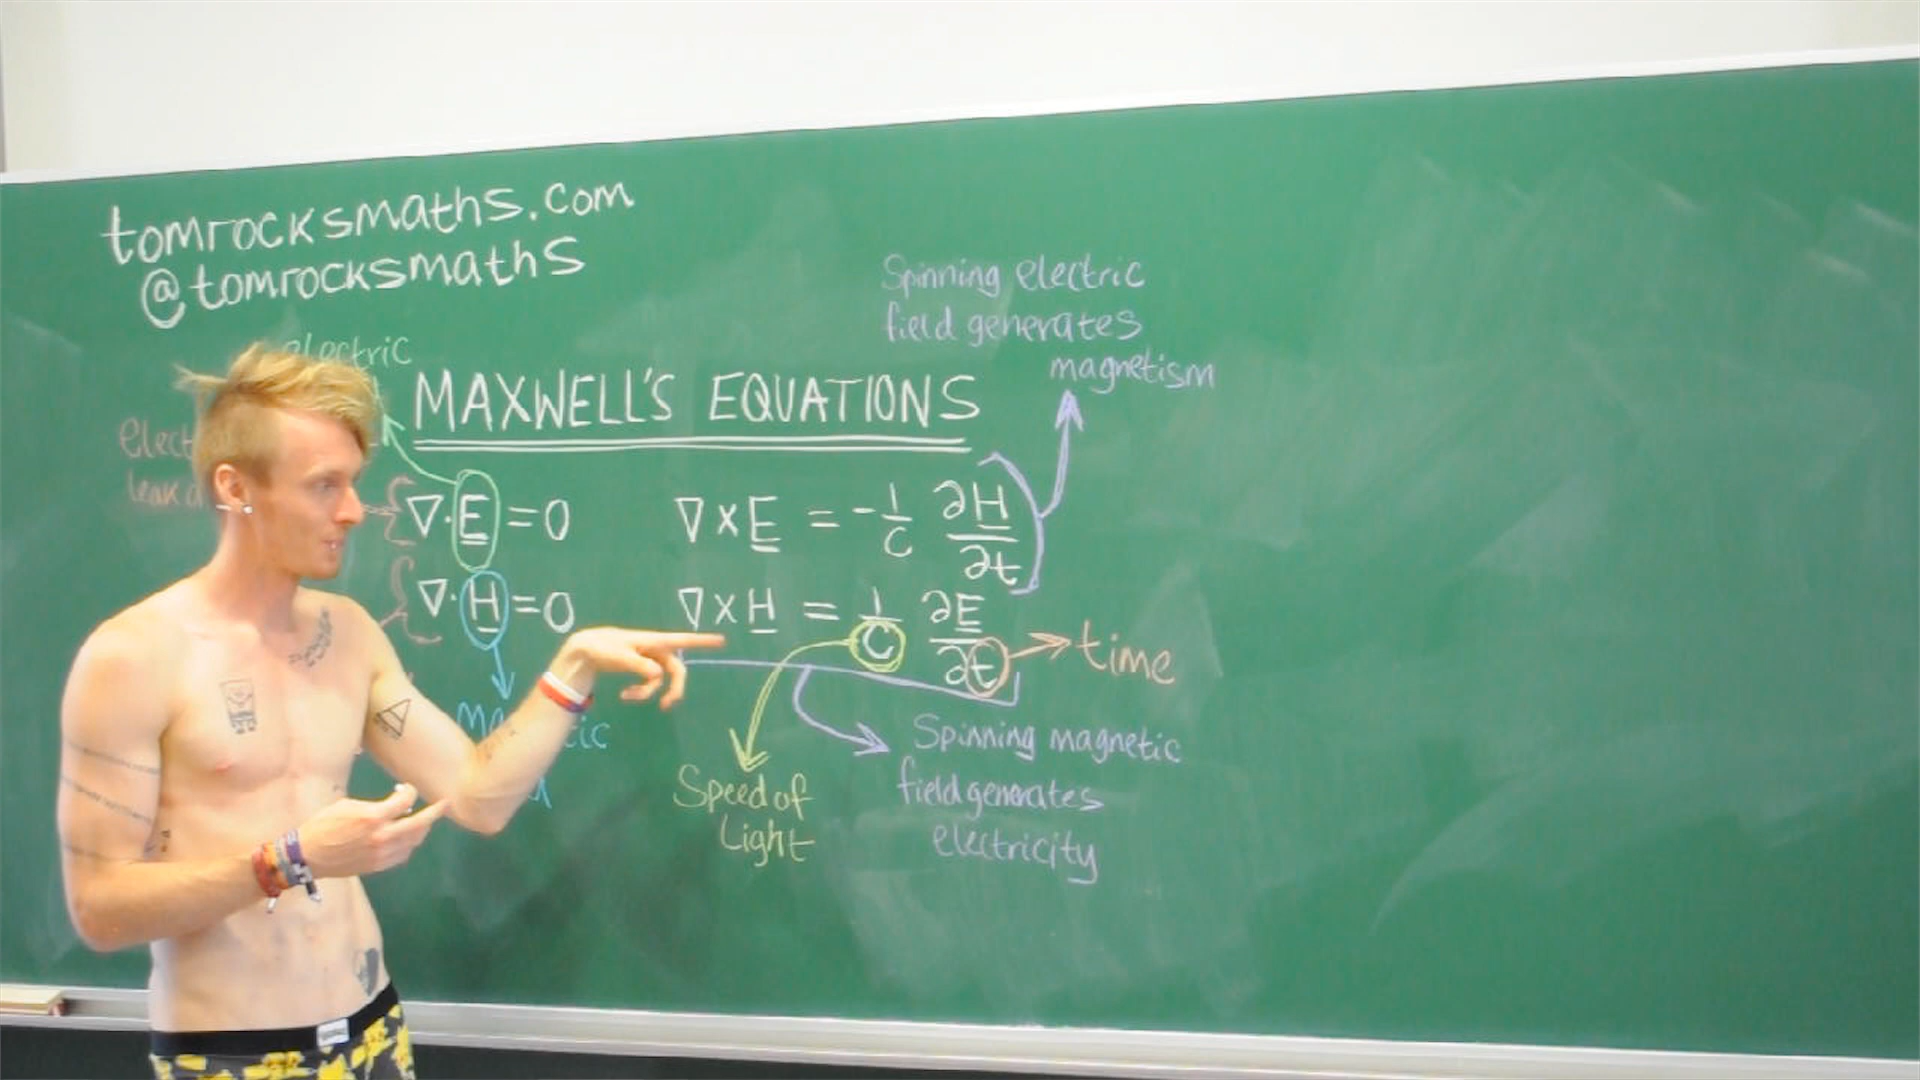 tomrocksmaths.com
@tomrocksmaths
electric
MAXWELL'S EQUATIONS
∇·E = 0
∇·H = 0
∇×E = -1/c ∂H/∂t
∇×H = 1/c ∂E/∂t
Spinning electric
field generates
magnetism
time
Speed of
Light
Spinning magnetic
field generates
electricity